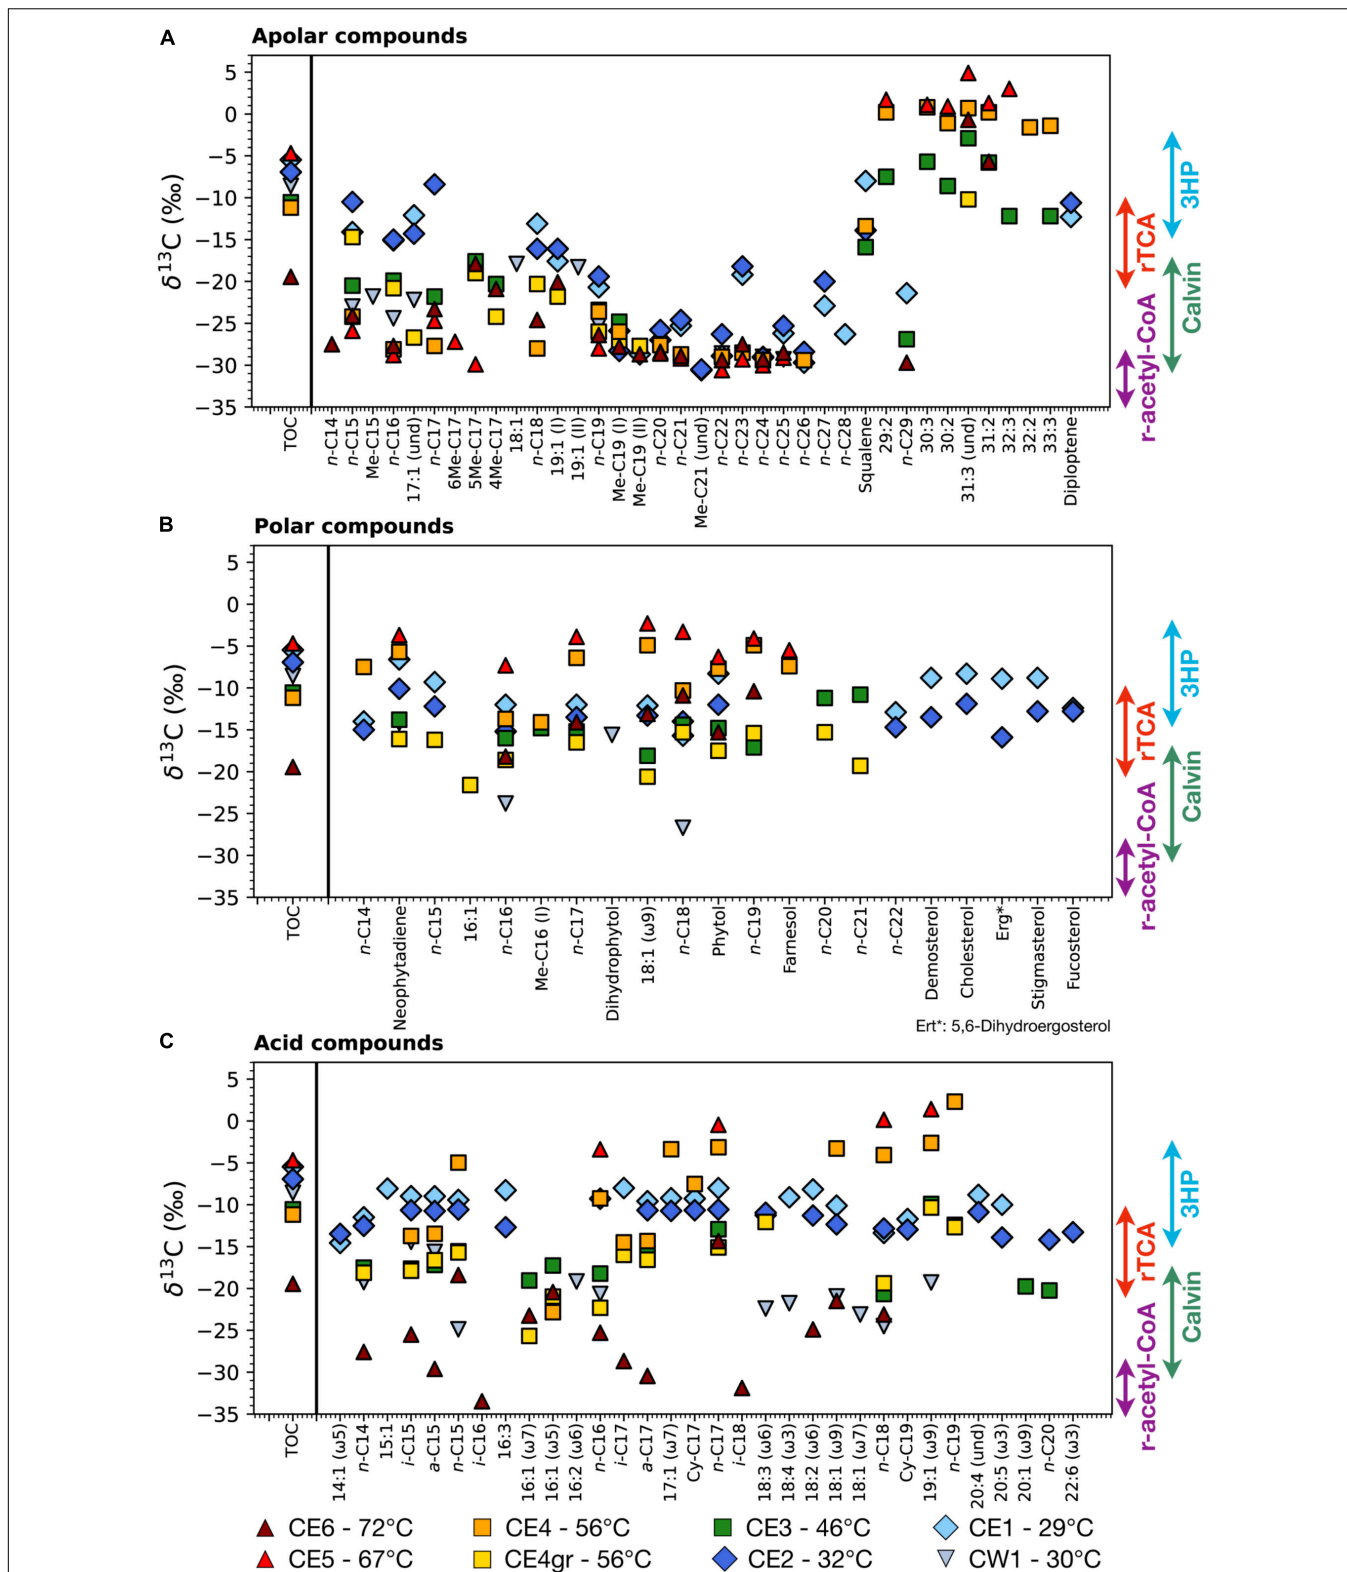 A
Apolar compounds
5
0
−5
−10
−15
−20
−25
−30
−35
δ13C (‰)
TOC
n-C14
n-C15
Me-C15
n-C16
17:1 (und)
n-C17
6Me-C17
5Me-C17
4Me-C17
18:1
n-C18
19:1 (I)
19:1 (II)
n-C19
Me-C19 (I)
Me-C19 (II)
n-C20
n-C21
Me-C21 (und)
n-C22
n-C23
n-C24
n-C25
n-C26
n-C27
n-C28
Squalene
29:2
n-C29
30:3
30:2
31:3 (und)
31:2
32:3
32:2
33:3
Diploptene
r-acetyl-CoA
rTCA
Calvin
3HP
B
Polar compounds
5
0
−5
−10
−15
−20
−25
−30
−35
δ13C (‰)
TOC
n-C14
Neophytadiene
n-C15
16:1
n-C16
Me-C16 (I)
n-C17
Dihydrophytol
18:1 (ω9)
n-C18
Phytol
n-C19
Farnesol
n-C20
n-C21
n-C22
Demosterol
Cholesterol
Erg*
Stigmasterol
Fucosterol
r-acetyl-CoA
rTCA
Calvin
3HP
Ert*: 5,6-Dihydroergosterol
C
Acid compounds
5
0
−5
−10
−15
−20
−25
−30
−35
δ13C (‰)
TOC
14:1 (ω5)
n-C14
15:1
i-C15
a-C15
n-C15
i-C16
16:3
16:1 (ω7)
16:1 (ω5)
16:2 (ω6)
n-C16
i-C17
a-C17
17:1 (ω7)
Cy-C17
n-C17
i-C18
18:3 (ω6)
18:4 (ω3)
18:2 (ω6)
18:1 (ω9)
18:1 (ω7)
n-C18
Cy-C19
19:1 (ω9)
n-C19
20:4 (und)
20:5 (ω3)
20:1 (ω9)
n-C20
22:6 (ω3)
r-acetyl-CoA
rTCA
Calvin
3HP
CE6 - 72°C CE4 - 56°C CE3 - 46°C CE1 - 29°C
CE5 - 67°C CE4gr - 56°C CE2 - 32°C CW1 - 30°C